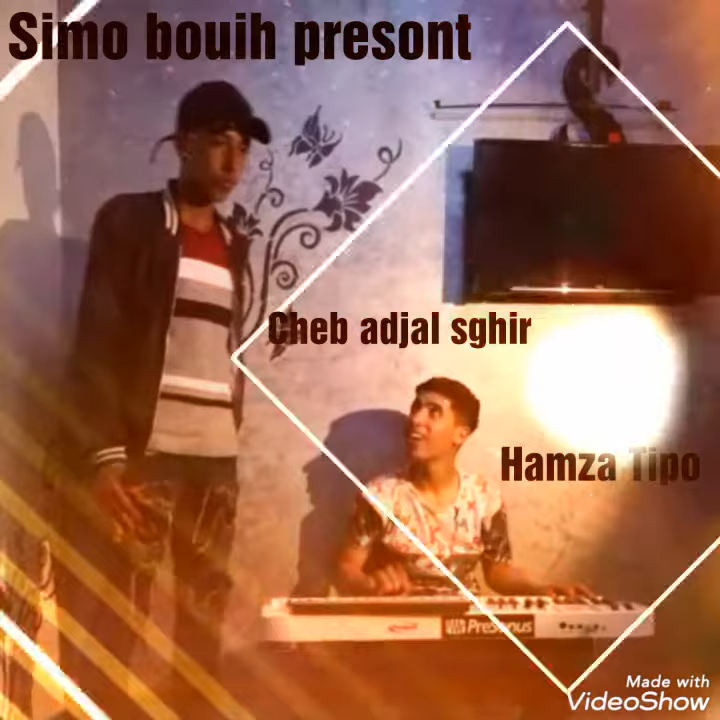 Simo bouih presont
Cheb adjal sghir
Hamza Tipo
PreSonus
Made with
VideoShow